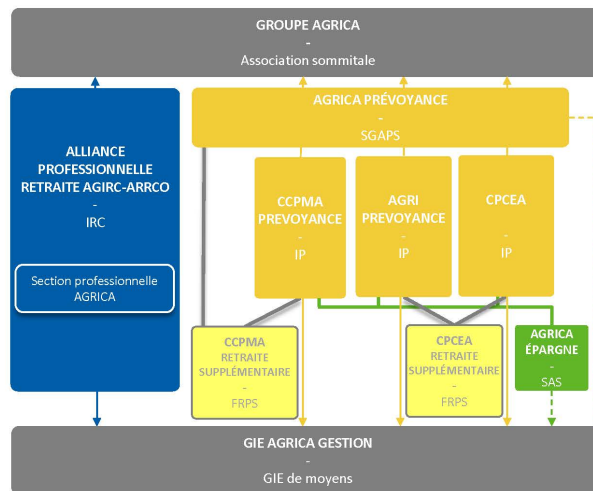 GROUPE AGRICA
-
Association sommitale
AGRICA PRÉVOYANCE
-
SGAPS
ALLIANCE
PROFESSIONNELLE
RETRAITE AGIRC-ARRCO
-
IRC
Section professionnelle
AGRICA
CCPMA
PREVOYANCE
-
IP
AGRI
PREVOYANCE
-
IP
CPCEA
-
IP
CCPMA
RETRAITE
SUPPLÉMENTAIRE
-
FRPS
CPCEA
RETRAITE
SUPPLÉMENTAIRE
-
FRPS
AGRICA
ÉPARGNE
-
SAS
GIE AGRICA GESTION
-
GIE de moyens